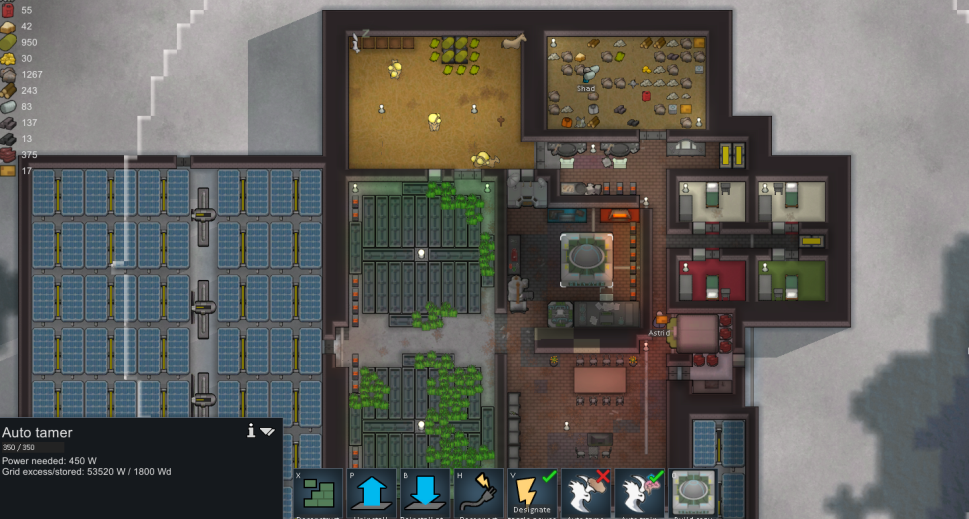 55
42
950
30
1267
243
83
137
13
375
17
Z
Shad
Astrid
Auto tamer
350 / 350
Power needed: 450 W
Grid excess/stored: 53520 W / 1800 Wd
X
P
B
H
V
Designate